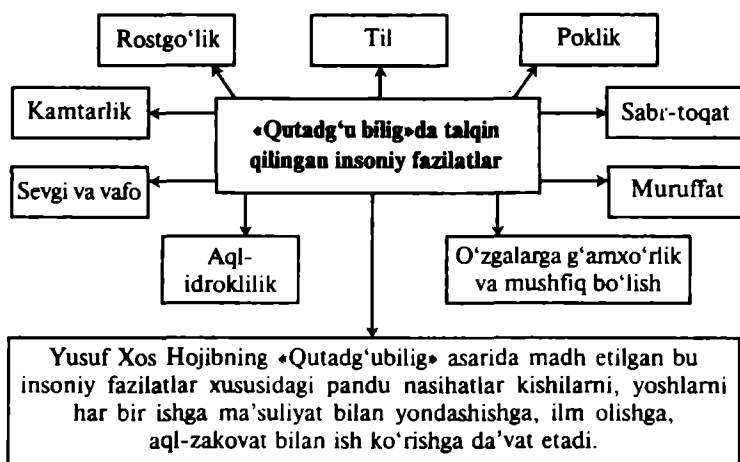 Rostgo‘lik
Til
Poklik
Kamtarlik
«Qutadg‘u bilig»da talqin
qilingan insoniy fazilatlar
Sabr-toqat
Sevgi va vafo
Muruffat
Aql-
idroklilik
O‘zgalarga g‘amxo‘rlik
va mushfiq bo‘lish
Yusuf Xos Hojibning «Qutadg‘ubilig» asarida madh etilgan bu
insoniy fazilatlar xususidagi pandu nasihatlar kishilarni, yoshlarni
har bir ishga ma’suliyat bilan yondashishga, ilm olishga,
aql-zakovat bilan ish ko‘rishga da’vat etadi.